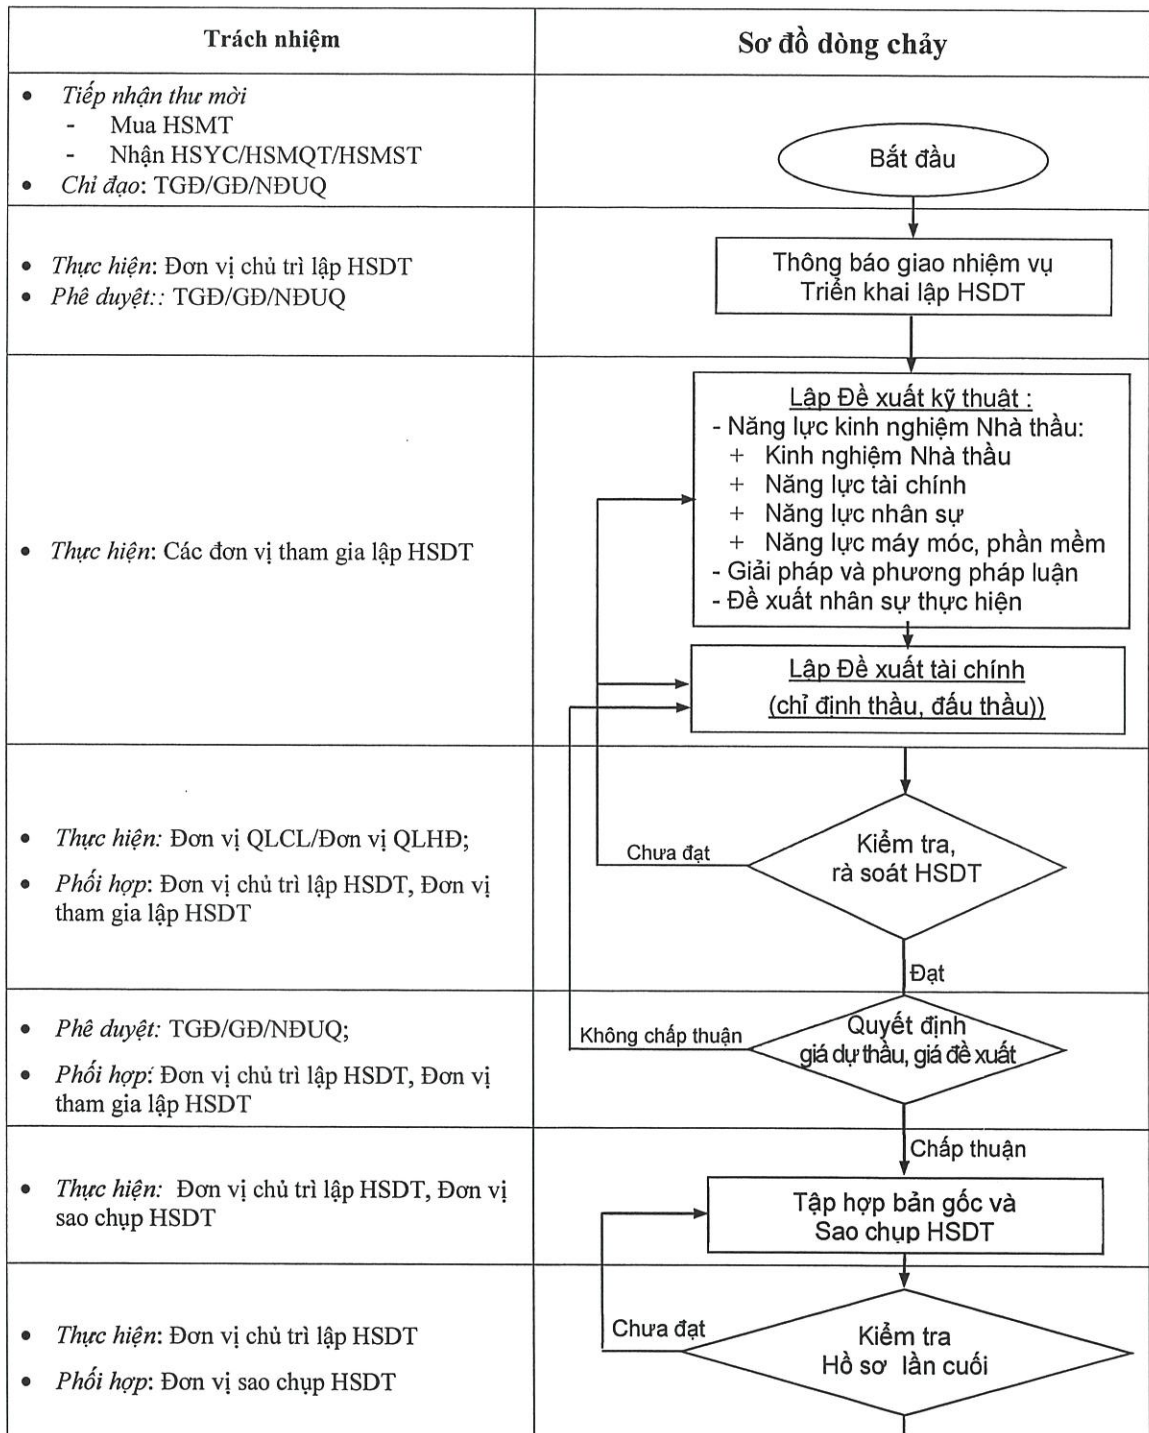 Trách nhiệm
Sơ đồ dòng chảy
• Tiếp nhận thư mời
- Mua HSMT
- Nhận HSYC/HSMQT/HSMST
• Chỉ đạo: TGĐ/GĐ/NĐUQ
Bắt đầu
• Thực hiện: Đơn vị chủ trì lập HSDT
• Phê duyệt:: TGĐ/GĐ/NĐUQ
Thông báo giao nhiệm vụ
Triển khai lập HSDT
• Thực hiện: Các đơn vị tham gia lập HSDT
Lập Đề xuất kỹ thuật :
- Năng lực kinh nghiệm Nhà thầu:
+ Kinh nghiệm Nhà thầu
+ Năng lực tài chính
+ Năng lực nhân sự
+ Năng lực máy móc, phần mềm
- Giải pháp và phương pháp luận
- Đề xuất nhân sự thực hiện
Lập Đề xuất tài chính
(chỉ định thầu, đấu thầu))
• Thực hiện: Đơn vị QLCL/Đơn vị QLHĐ;
• Phối hợp: Đơn vị chủ trì lập HSDT, Đơn vị
tham gia lập HSDT
Chưa đạt
Kiểm tra,
rà soát HSDT
Đạt
• Phê duyệt: TGĐ/GĐ/NĐUQ;
• Phối hợp: Đơn vị chủ trì lập HSDT, Đơn vị
tham gia lập HSDT
Không chấp thuận
Quyết định
giá dự thầu, giá đề xuất
Chấp thuận
• Thực hiện: Đơn vị chủ trì lập HSDT, Đơn vị
sao chụp HSDT
Tập hợp bản gốc và
Sao chụp HSDT
• Thực hiện: Đơn vị chủ trì lập HSDT
• Phối hợp: Đơn vị sao chụp HSDT
Chưa đạt
Kiểm tra
Hồ sơ lần cuối